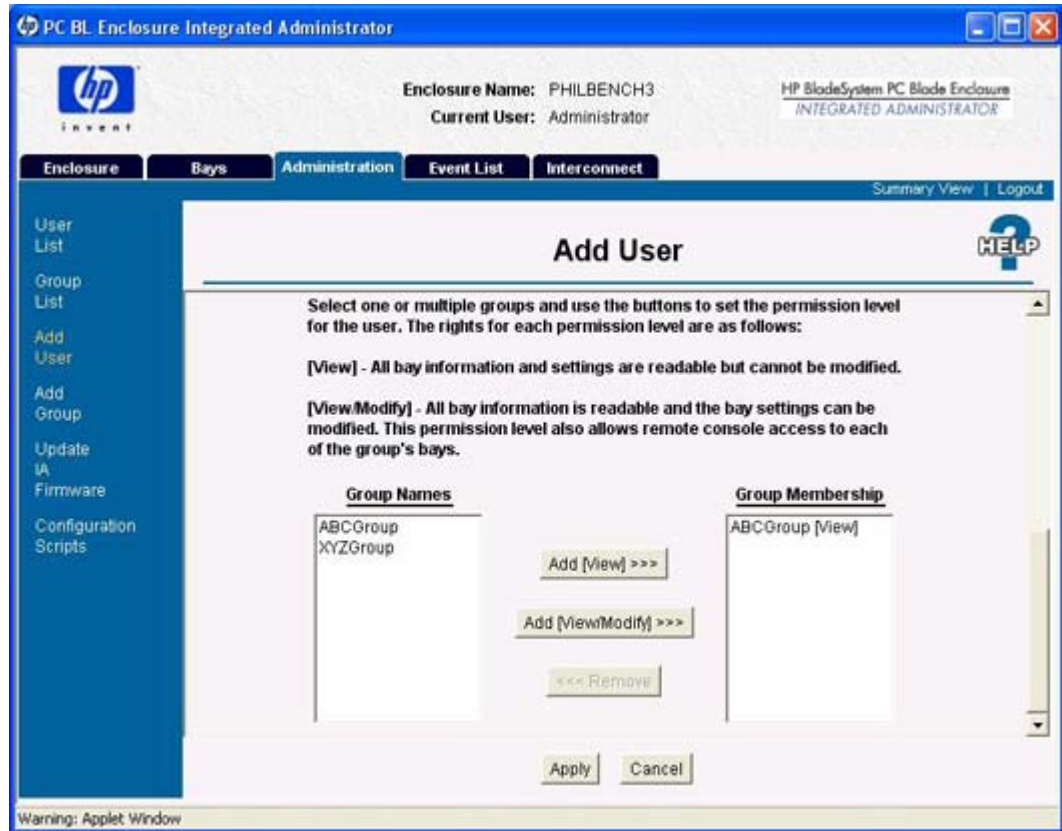 PC BL Enclosure Integrated Administrator
hp
invent
Enclosure Name: PHILBENCH3
Current User: Administrator
HP BladeSystem PC Blade Enclosure
INTEGRATED ADMINISTRATOR
Enclosure Bays Administration Event List Interconnect
Summary View | Logout
User
List
Group
List
Add
User
Add
Group
Update
IA
Firmware
Configuration
Scripts
Add User
HELP
?
Select one or multiple groups and use the buttons to set the permission level
for the user. The rights for each permission level are as follows:
[View] - All bay information and settings are readable but cannot be modified.
[View/Modify] - All bay information is readable and the bay settings can be
modified. This permission level also allows remote console access to each
of the group's bays.
Group Names
ABCGroup
XYZGroup
Add [View] >>>
Add [View/Modify] >>>
<<< Remove
Group Membership
ABCGroup [View]
Apply Cancel
Warning: Applet Window